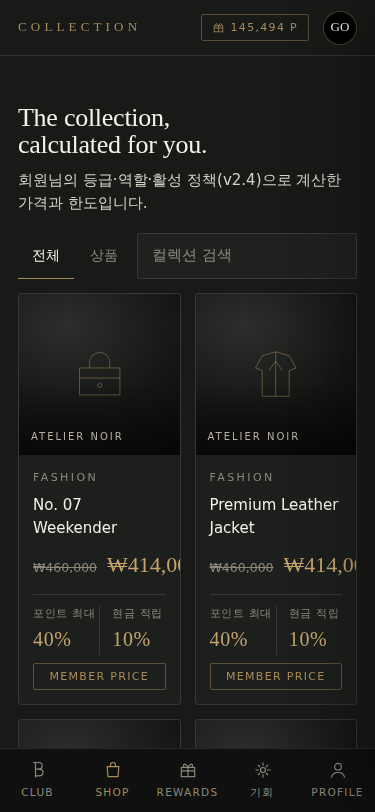 COLLECTION
145,494 P
GO
The collection,
calculated for you.
회원님의 등급·역할·활성 정책(v2.4)으로 계산한
가격과 한도입니다.
전체
상품
컬렉션 검색
ATELIER NOIR
FASHION
No. 07
Weekender
₩460,000 ₩414,0
포인트 최대 현금 적립
40% 10%
MEMBER PRICE
ATELIER NOIR
FASHION
Premium Leather
Jacket
₩460,000 ₩414,0
포인트 최대 현금 적립
40% 10%
MEMBER PRICE
CLUB
SHOP
REWARDS
기회
PROFILE